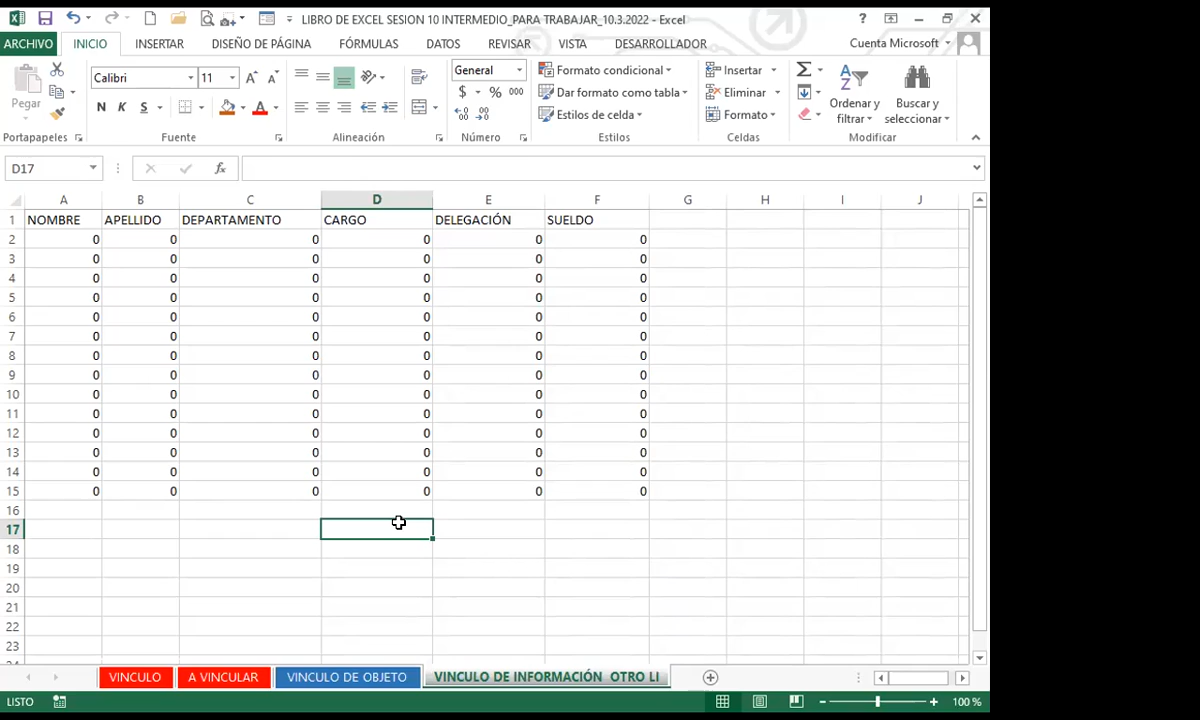 LIBRO DE EXCEL SESION 10 INTERMEDIO_PARA TRABAJAR_10.3.2022 - Excel
ARCHIVO INICIO INSERTAR DISEÑO DE PÁGINA FÓRMULAS DATOS REVISAR VISTA DESARROLLADOR Cuenta Microsoft
Calibri 11 General Formato condicional Insertar
Pegar N K S A $ % 000 Dar formato como tabla Eliminar Ordenar y filtrar Buscar y seleccionar
Estilos de celda Formato
Portapapeles Fuente Alineación Número Estilos Celdas Modificar
D17 fx
A B C D E F G H I J
1 NOMBRE APELLIDO DEPARTAMENTO CARGO DELEGACIÓN SUELDO
2 0 0 0 0 0 0
3 0 0 0 0 0 0
4 0 0 0 0 0 0
5 0 0 0 0 0 0
6 0 0 0 0 0 0
7 0 0 0 0 0 0
8 0 0 0 0 0 0
9 0 0 0 0 0 0
10 0 0 0 0 0 0
11 0 0 0 0 0 0
12 0 0 0 0 0 0
13 0 0 0 0 0 0
14 0 0 0 0 0 0
15 0 0 0 0 0 0
16
17
18
19
20
21
22
23
VINCULO A VINCULAR VINCULO DE OBJETO VINCULO DE INFORMACIÓN OTRO LI
LISTO 100 %